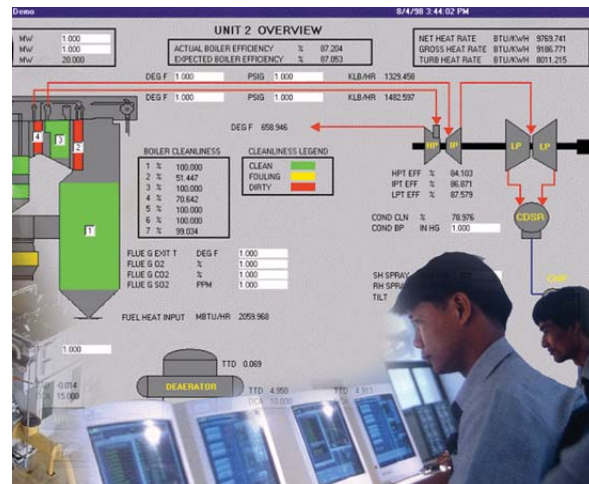 Demo 8/4/98 3:44:02 PM
UNIT 2 OVERVIEW
MW 1.000
MW 1.000
MW 20.000
ACTUAL BOILER EFFICIENCY % 87.204
EXPECTED BOILER EFFICIENCY % 87.053
NET HEAT RATE BTU/KWH 9769.741
GROSS HEAT RATE BTU/KWH 9186.771
TURB HEAT RATE BTU/KWH 8011.215
DEG F 1.000 PSIG 1.000 KLB/HR 1329.458
DEG F 1.000 PSIG 1.000 KLB/HR 1482.597
DEG F 658.946
4 3 2
HP IP LP LP
BOILER CLEANLINESS
1 % 100.000
2 % 51.447
3 % 100.000
4 % 70.642
5 % 100.000
6 % 100.000
7 % 99.034
CLEANLINESS LEGEND
CLEAN
FOULING
DIRTY
HPT EFF % 84.103
IPT EFF % 86.871
LPT EFF % 87.579
COND CLN % 78.976
COND BP IN HG 1.000
CDSR
1
FLUE G EXIT T DEG F 1.000
FLUE G O2 % 1.000
FLUE G CO2 % 1.000
FLUE G SO2 PPM 1.000
SH SPRAY
RH SPRA
TILT
FUEL HEAT INPUT MBTU/HR 2059.968
1.000
TTD 0.069
DEAERATOR
0.014
15.000
TTD 4.950
DCA 10.000
TTD